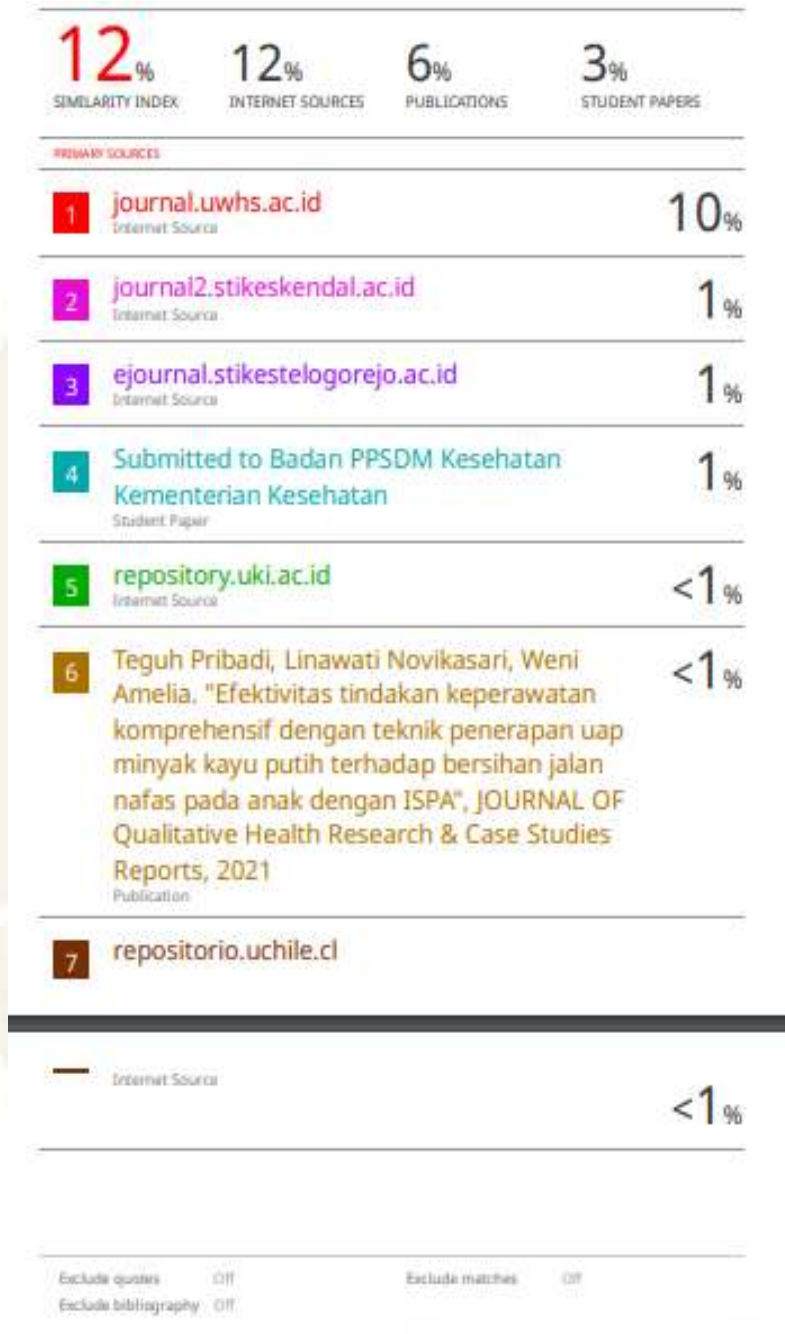 12% 12% 6% 3%
SIMILARITY INDEX INTERNET SOURCES PUBLICATIONS STUDENT PAPERS
PRIMARY SOURCES
1 journal.uwhs.ac.id 10%
Internet Source
2 journal2.stikeskendal.ac.id 1%
Internet Source
3 ejournal.stikestelogorejo.ac.id 1%
Internet Source
4 Submitted to Badan PPSDM Kesehatan 1%
Kementerian Kesehatan
Student Paper
5 repository.uki.ac.id <1%
Internet Source
6 Teguh Pribadi, Linawati Novikasari, Weni <1%
Amelia. "Efektivitas tindakan keperawatan
komprehensif dengan teknik penerapan uap
minyak kayu putih terhadap bersihan jalan
nafas pada anak dengan ISPA", JOURNAL OF
Qualitative Health Research & Case Studies
Reports, 2021
Publication
7 repositorio.uchile.cl
Internet Source
<1%
Exclude quotes Off Exclude matches Off
Exclude bibliography Off